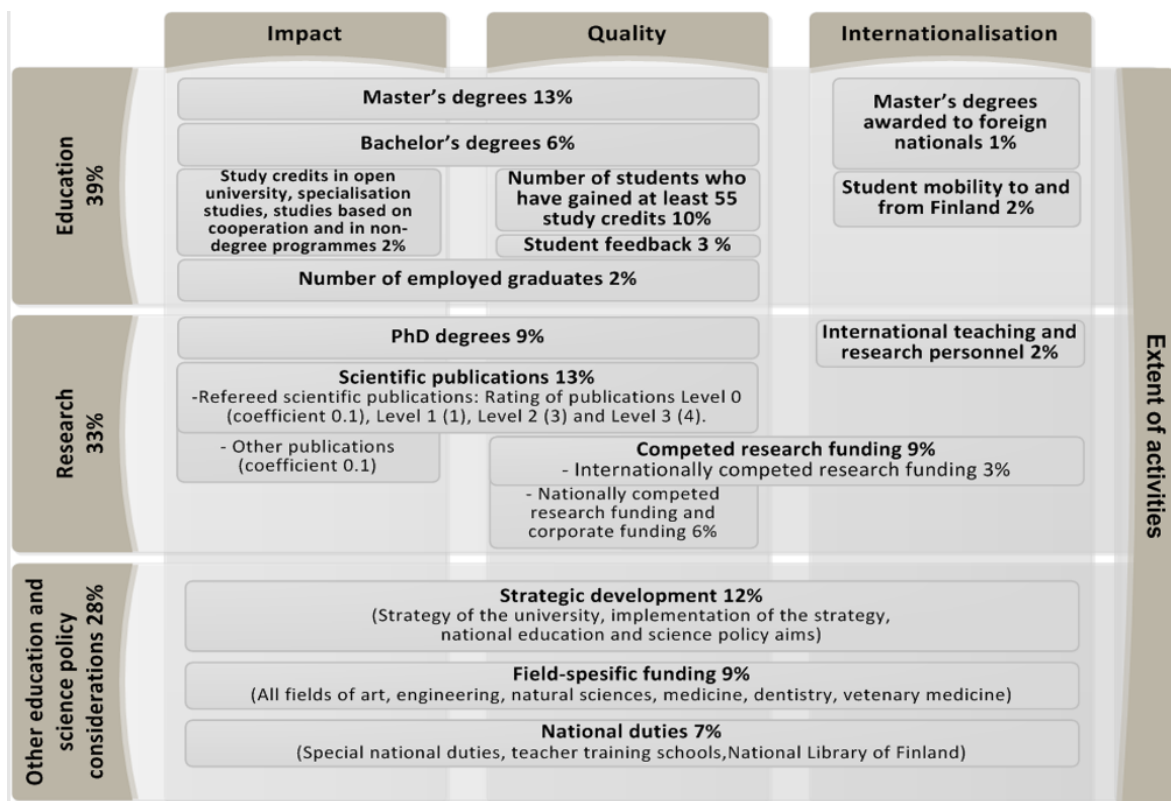 Impact
Quality
Internationalisation
Education
39%
Master's degrees 13%
Bachelor's degrees 6%
Study credits in open
university, specialisation
studies, studies based on
cooperation and in non-
degree programmes 2%
Number of students who
have gained at least 55
study credits 10%
Student feedback 3 %
Number of employed graduates 2%
Master's degrees
awarded to foreign
nationals 1%
Student mobility to and
from Finland 2%
Research
33%
PhD degrees 9%
Scientific publications 13%
-Refereed scientific publications: Rating of publications Level 0
(coefficient 0.1), Level 1 (1), Level 2 (3) and Level 3 (4).
- Other publications
(coefficient 0.1)
International teaching and
research personnel 2%
Competed research funding 9%
- Internationally competed research funding 3%
- Nationally competed
research funding and
corporate funding 6%
Other education and
science policy
considerations 28%
Strategic development 12%
(Strategy of the university, implementation of the strategy,
national education and science policy aims)
Field-spesific funding 9%
(All fields of art, engineering, natural sciences, medicine, dentistry, vetenary medicine)
National duties 7%
(Special national duties, teacher training schools,National Library of Finland)
Extent of activities